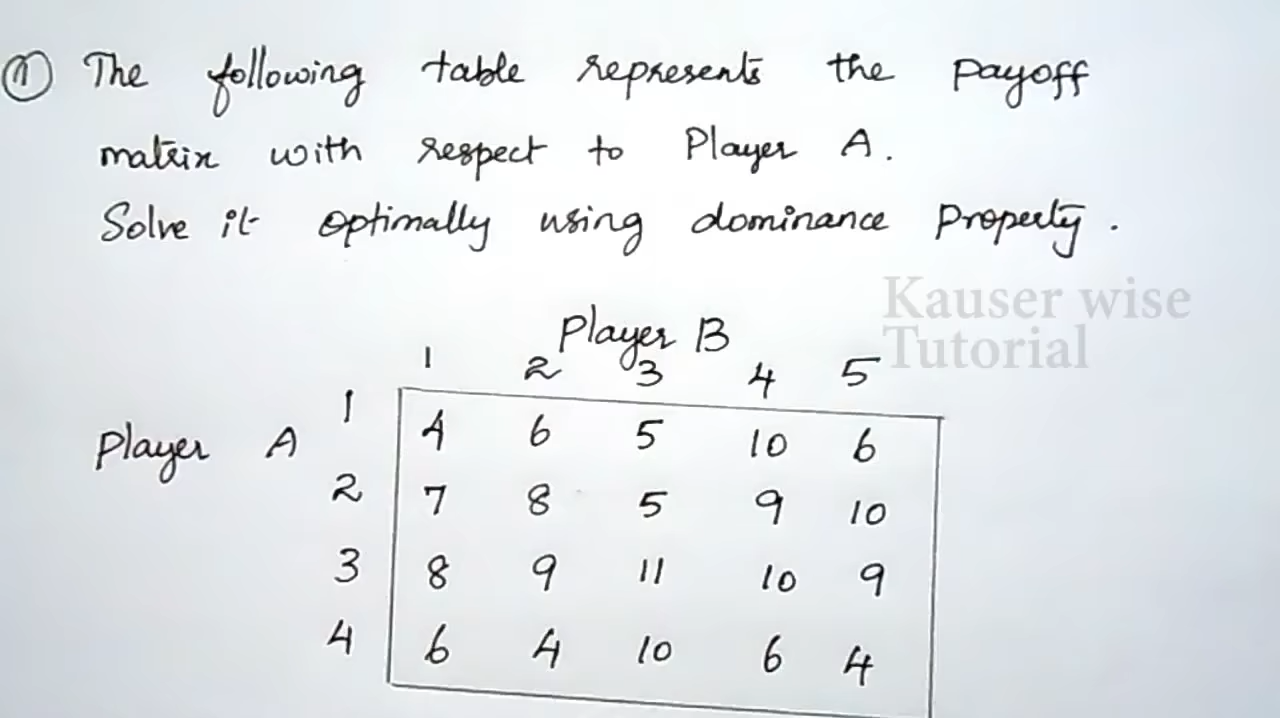 ① The following table represents the Payoff
matrix with respect to Player A.
Solve it optimally using dominance Property.
Kauser wise
Tutorial
Player B
1 2 3 4 5
Player A
1 4 6 5 10 6
2 7 8 5 9 10
3 8 9 11 10 9
4 6 4 10 6 4